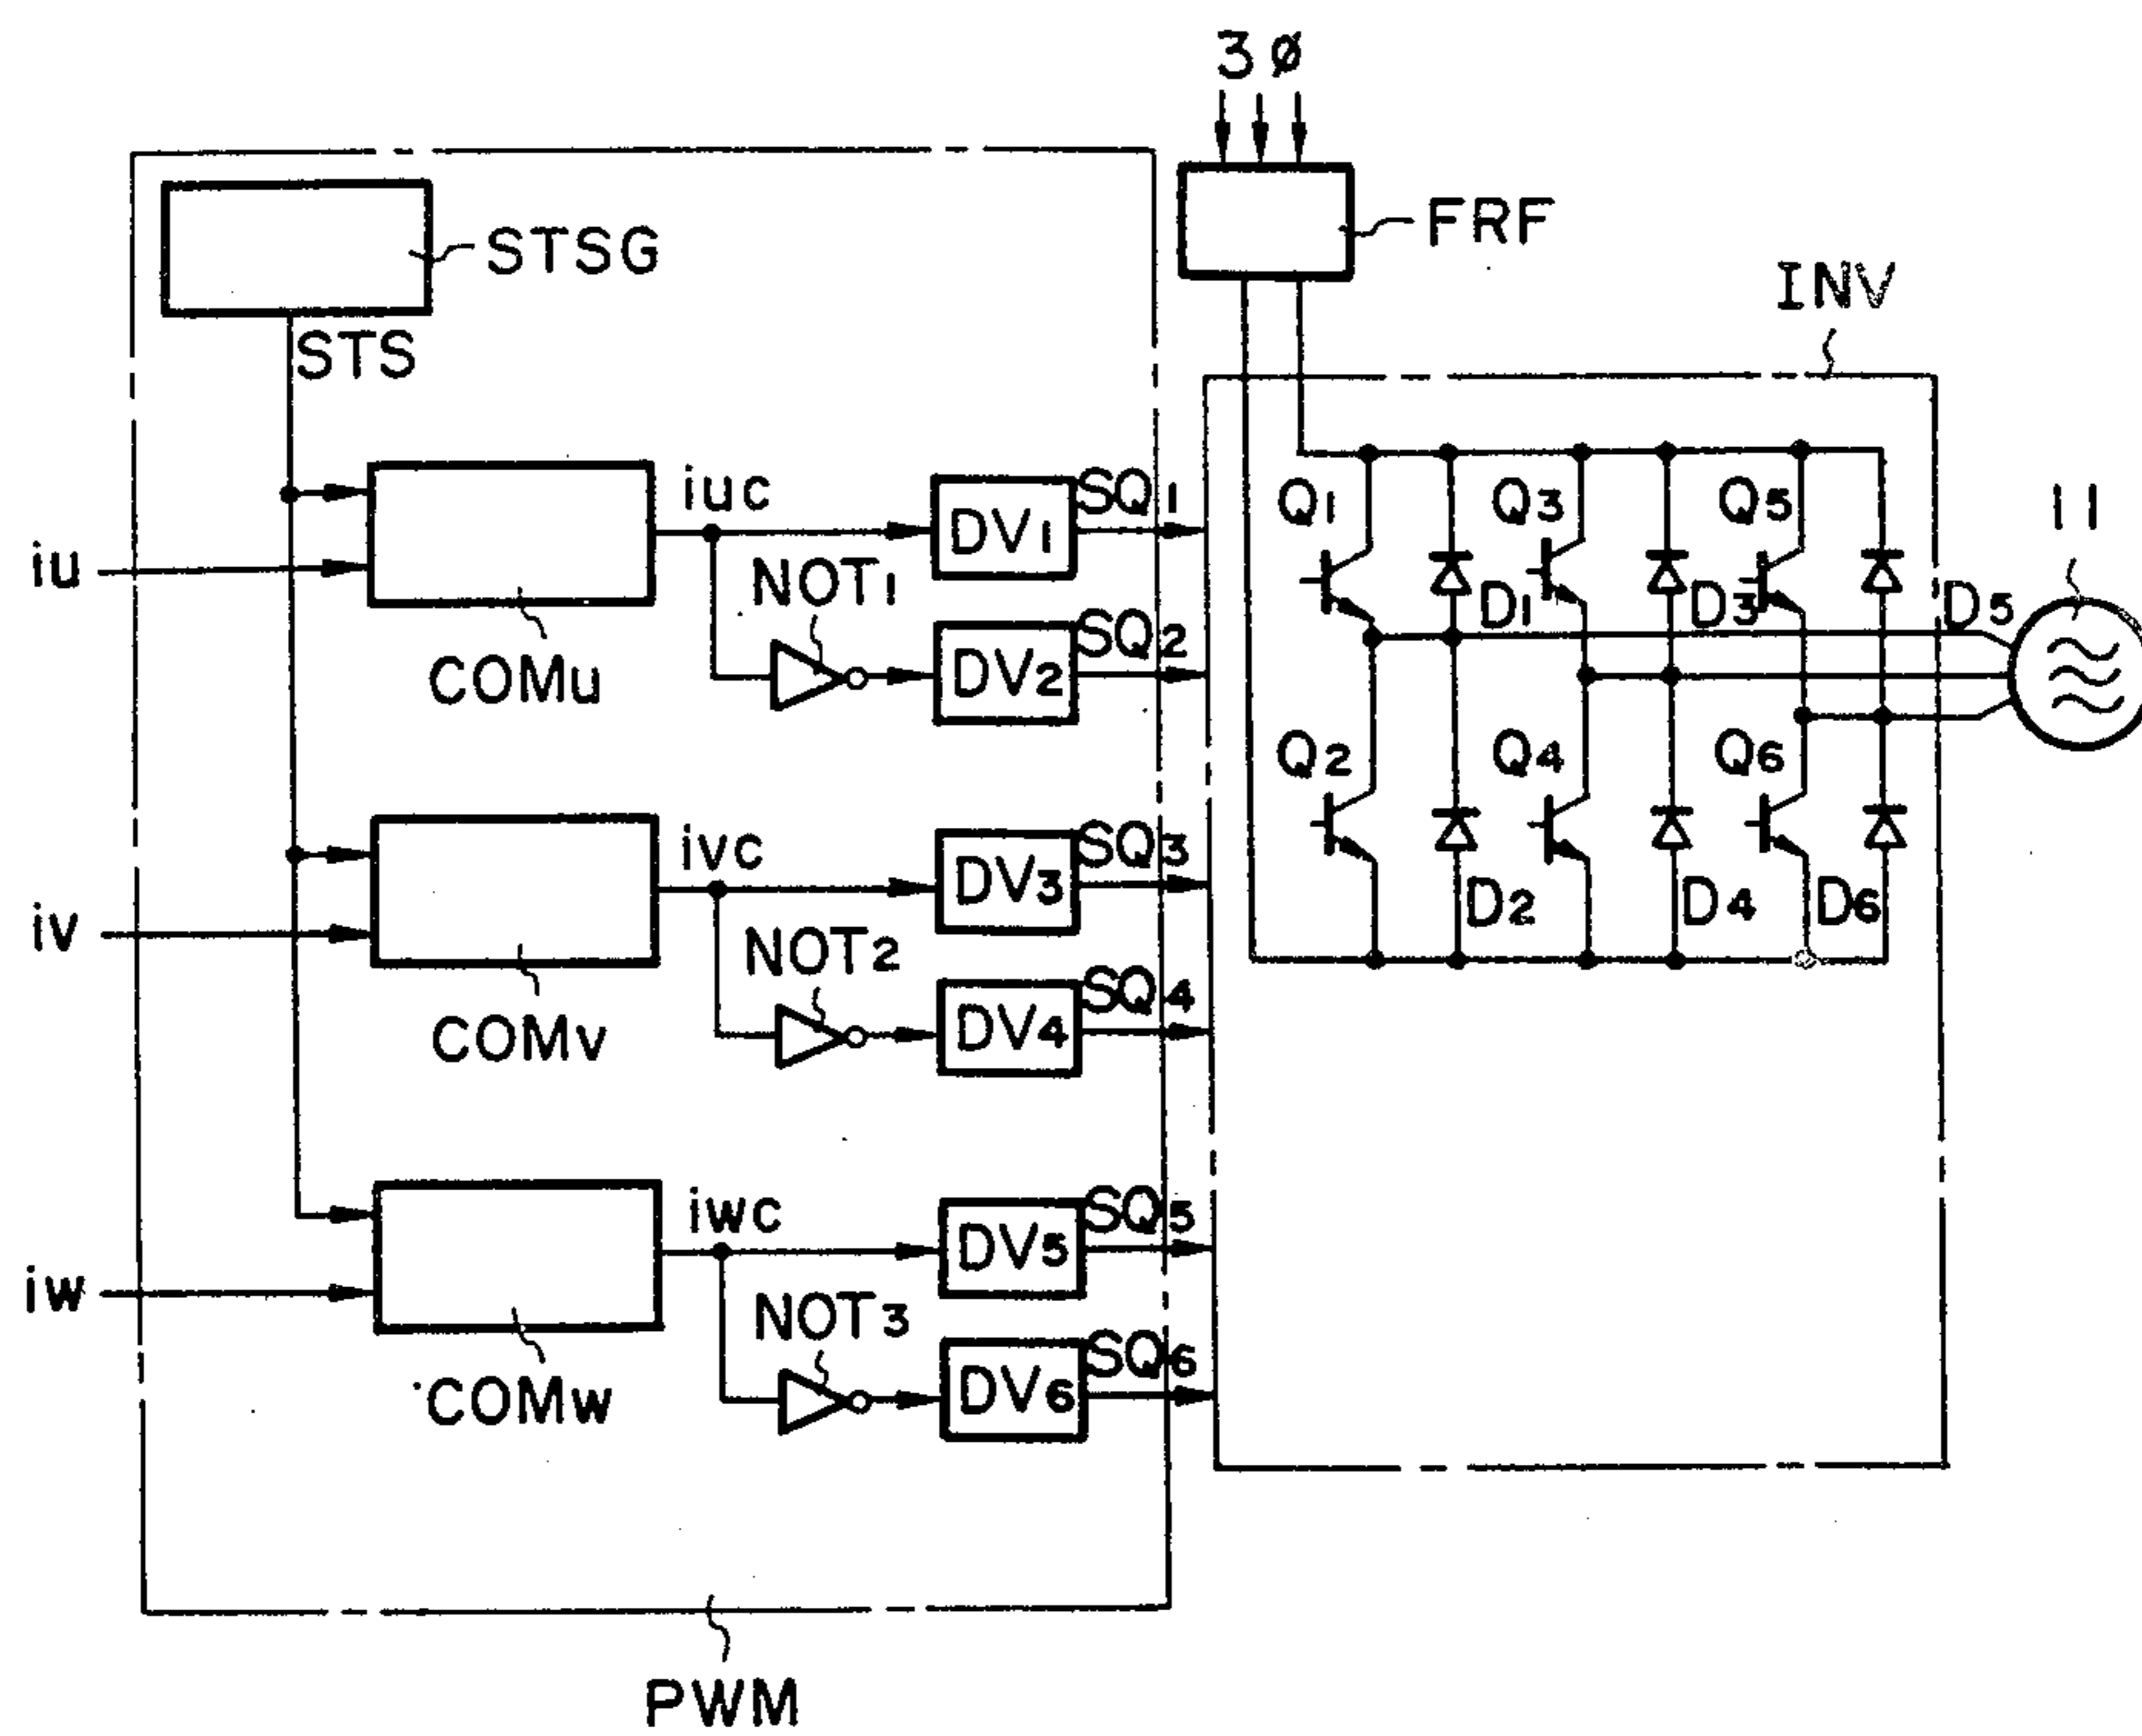 3ø
FRF
STSG
INV
STS
iu
iuc
DV1
SQ1
NOT1
DV2
SQ2
COMu
Q1
Q3
Q5
11
D1
D3
D5
Q2
Q4
Q6
D2
D4
D6
iv
ivc
DV3
SQ3
NOT2
DV4
SQ4
COMv
iw
iwc
DV5
SQ5
NOT3
DV6
SQ6
COMw
PWM